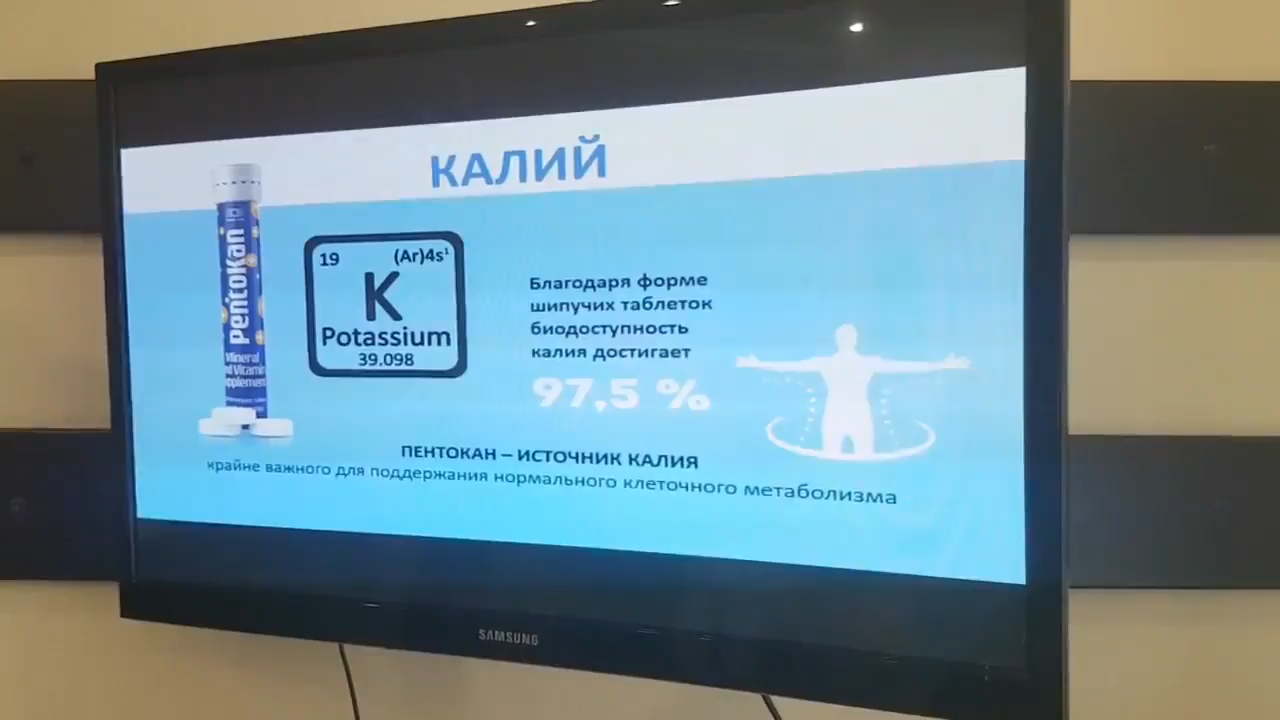 КАЛИЙ
PentoKan
Mineral
and Vitamin
Supplement
19 (Ar)4s¹
K
Potassium
39.098
Благодаря форме
шипучих таблеток
биодоступность
калия достигает
97,5 %
ПЕНТОКАН – ИСТОЧНИК КАЛИЯ
крайне важного для поддержания нормального клеточного метаболизма
SAMSUNG